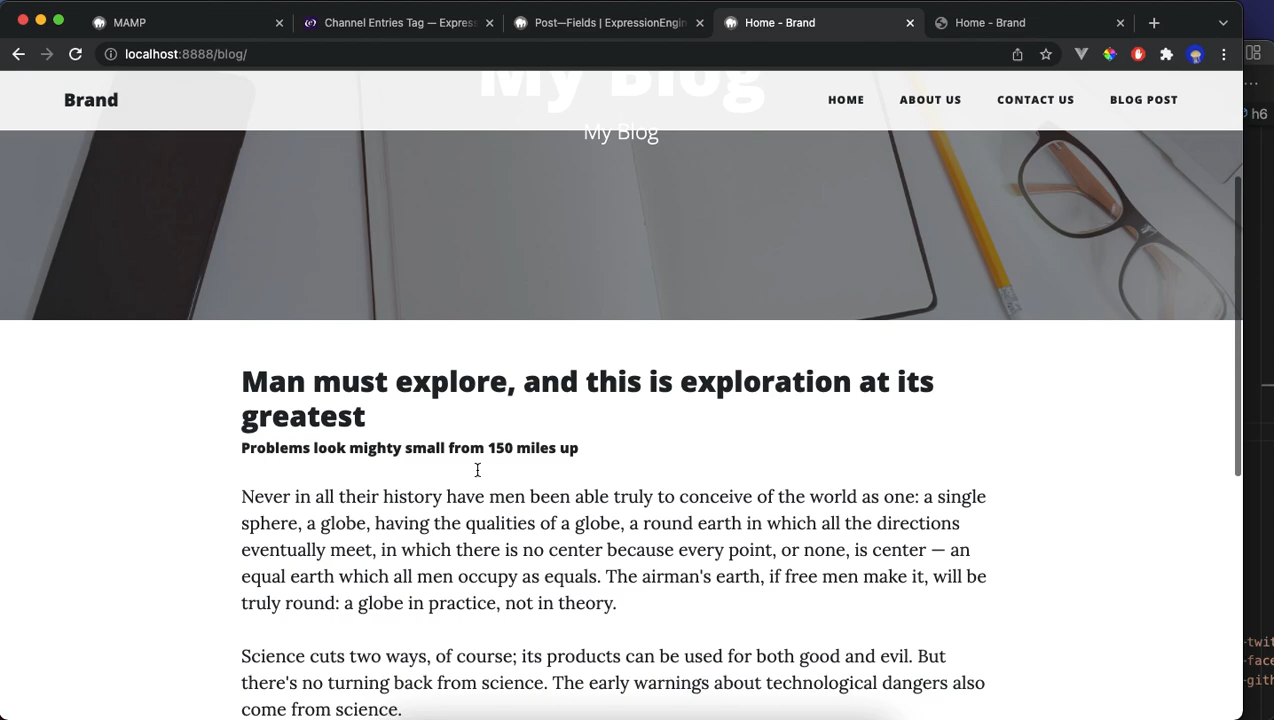 MAMP
Channel Entries Tag — Express
Post—Fields | ExpressionEngin
Home - Brand
Home - Brand
localhost:8888/blog/
My Blog
Brand
HOME
ABOUT US
CONTACT US
BLOG POST
h6
My Blog
Man must explore, and this is exploration at its
greatest
Problems look mighty small from 150 miles up
Never in all their history have men been able truly to conceive of the world as one: a single
sphere, a globe, having the qualities of a globe, a round earth in which all the directions
eventually meet, in which there is no center because every point, or none, is center — an
equal earth which all men occupy as equals. The airman's earth, if free men make it, will be
truly round: a globe in practice, not in theory.
Science cuts two ways, of course; its products can be used for both good and evil. But
there's no turning back from science. The early warnings about technological dangers also
come from science.
-twit
-face
-gith